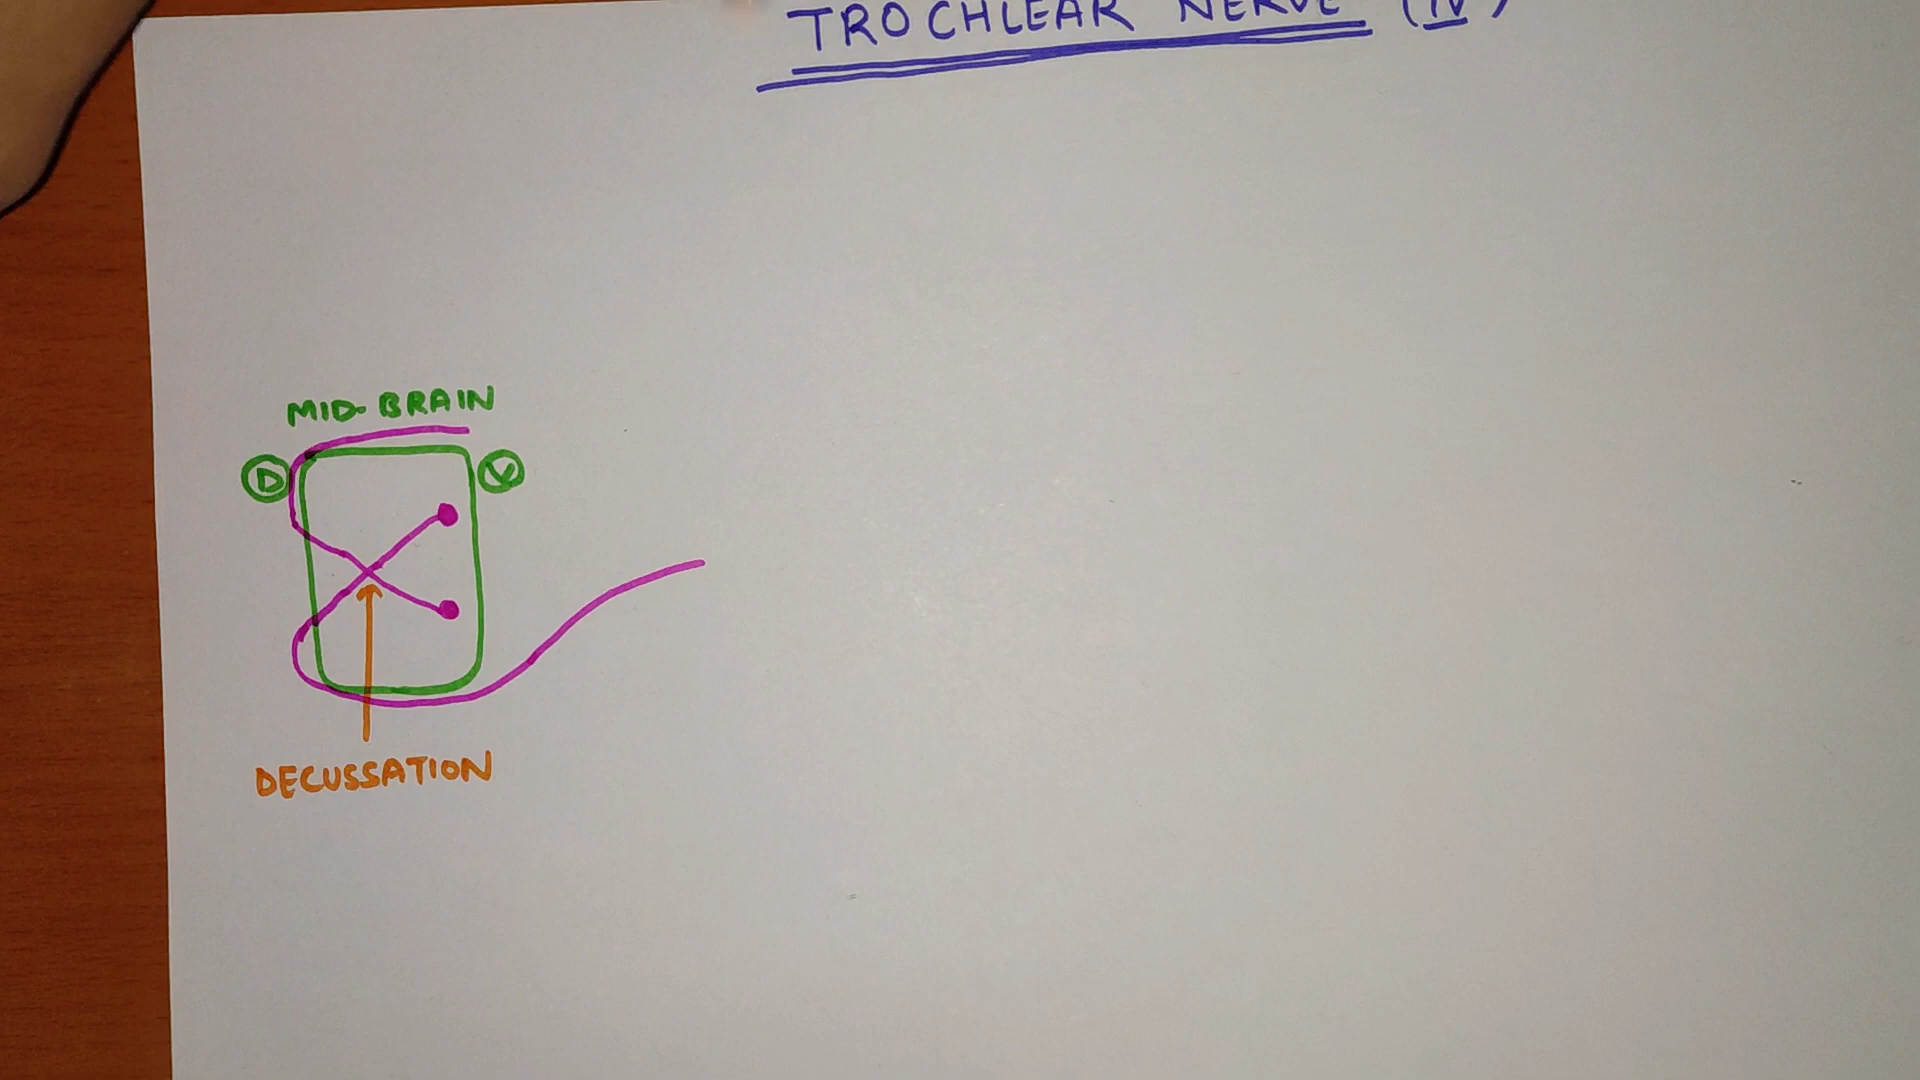 TROCHLEAR NERVE (IV)
MID-BRAIN
D V
DECUSSATION